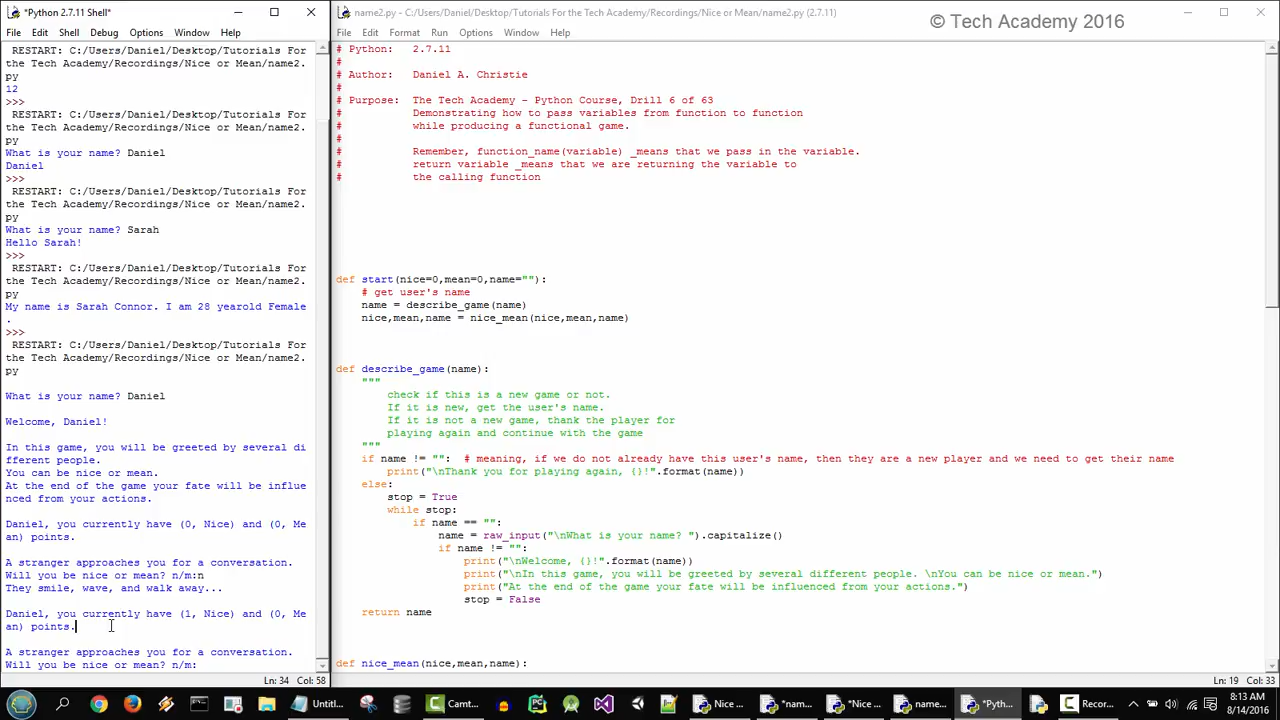 *Python 2.7.11 Shell*
File Edit Shell Debug Options Window Help
RESTART: C:/Users/Daniel/Desktop/Tutorials For
the Tech Academy/Recordings/Nice or Mean/name2.
py
12
>>>
RESTART: C:/Users/Daniel/Desktop/Tutorials For
the Tech Academy/Recordings/Nice or Mean/name2.
py
What is your name? Daniel
Daniel
>>>
RESTART: C:/Users/Daniel/Desktop/Tutorials For
the Tech Academy/Recordings/Nice or Mean/name2.
py
What is your name? Sarah
Hello Sarah!
>>>
RESTART: C:/Users/Daniel/Desktop/Tutorials For
the Tech Academy/Recordings/Nice or Mean/name2.
py
My name is Sarah Connor. I am 28 yearold Female
.
>>>
RESTART: C:/Users/Daniel/Desktop/Tutorials For
the Tech Academy/Recordings/Nice or Mean/name2.
py
What is your name? Daniel
Welcome, Daniel!
In this game, you will be greeted by several di
fferent people.
You can be nice or mean.
At the end of the game your fate will be influe
nced from your actions.
Daniel, you currently have (0, Nice) and (0, Me
an) points.
A stranger approaches you for a conversation.
Will you be nice or mean? n/m:n
They smile, wave, and walk away...
Daniel, you currently have (1, Nice) and (0, Me
an) points.
A stranger approaches you for a conversation.
Will you be nice or mean? n/m:
Ln: 34 Col: 58
name2.py - C:/Users/Daniel/Desktop/Tutorials For the Tech Academy/Recordings/Nice or Mean/name2.py (2.7.11)
© Tech Academy 2016
File Edit Format Run Options Window Help
# Python: 2.7.11
#
# Author: Daniel A. Christie
#
# Purpose: The Tech Academy - Python Course, Drill 6 of 63
# Demonstrating how to pass variables from function to function
# while producing a functional game.
#
# Remember, function_name(variable) _means that we pass in the variable.
# return variable _means that we are returning the variable to
# the calling function
def start(nice=0,mean=0,name=""):
# get user's name
name = describe_game(name)
nice,mean,name = nice_mean(nice,mean,name)
def describe_game(name):
"""
check if this is a new game or not.
If it is new, get the user's name.
If it is not a new game, thank the player for
playing again and continue with the game
"""
if name != "": # meaning, if we do not already have this user's name, then they are a new player and we need to get their name
print("\nThank you for playing again, {}!".format(name))
else:
stop = True
while stop:
if name == "":
name = raw_input("\nWhat is your name? ").capitalize()
if name != "":
print("\nWelcome, {}!".format(name))
print("\nIn this game, you will be greeted by several different people. \nYou can be nice or mean.")
print("At the end of the game your fate will be influenced from your actions.")
stop = False
return name
def nice_mean(nice,mean,name):
Ln: 19 Col: 33
Untitl...
Camt...
Nice ...
*nam...
*Nice ...
name...
*Pyth...
Recor...
8:13 AM
8/14/2016